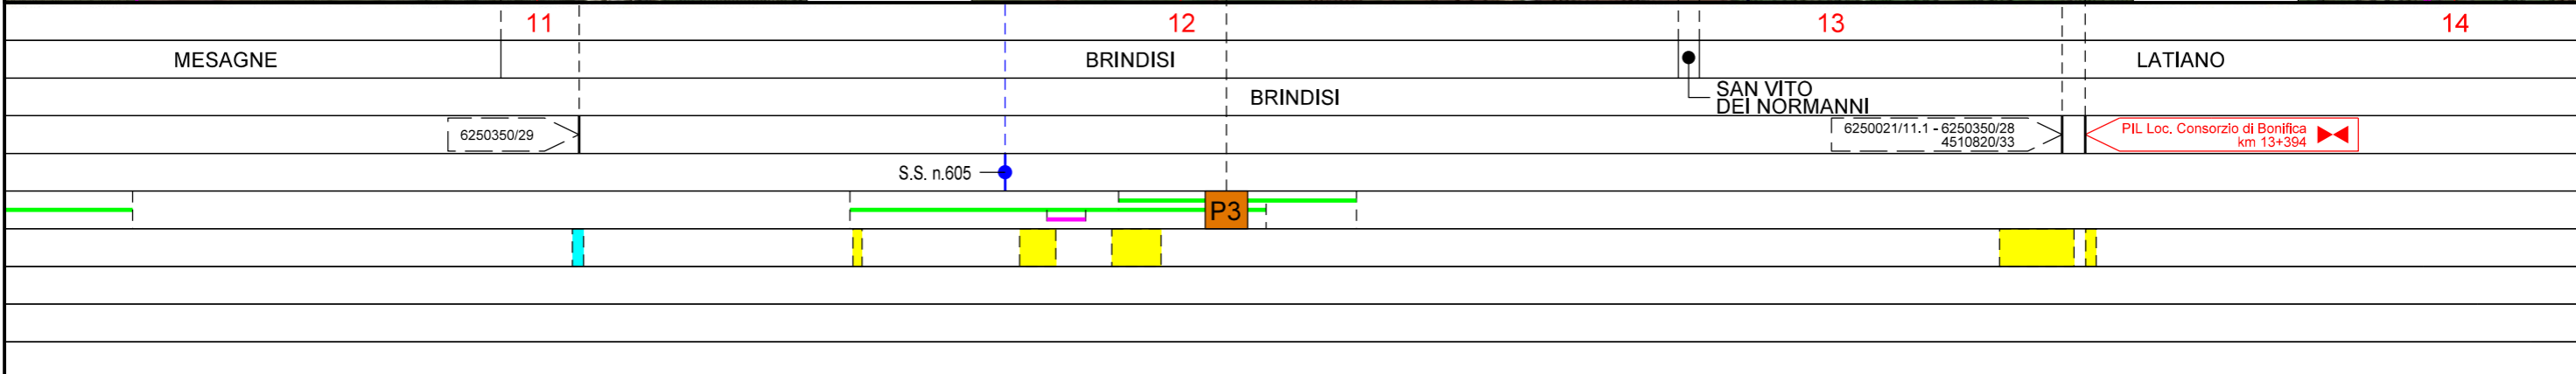 11 12 13 14
MESAGNE BRINDISI LATIANO
BRINDISI
SAN VITO
DEI NORMANNI
6250350/29
6250021/11.1 - 6250350/28
4510820/33
PIL Loc. Consorzio di Bonifica
km 13+394
S.S. n.605
P3